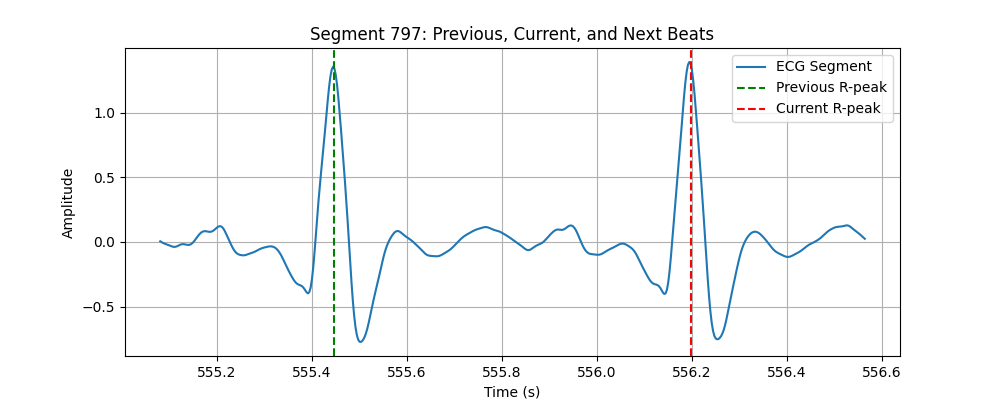 Segment 797: Previous, Current, and Next Beats
ECG Segment
Previous R-peak
Current R-peak
1.0
0.5
0.0
−0.5
Amplitude
555.2 555.4 555.6 555.8 556.0 556.2 556.4 556.6
Time (s)